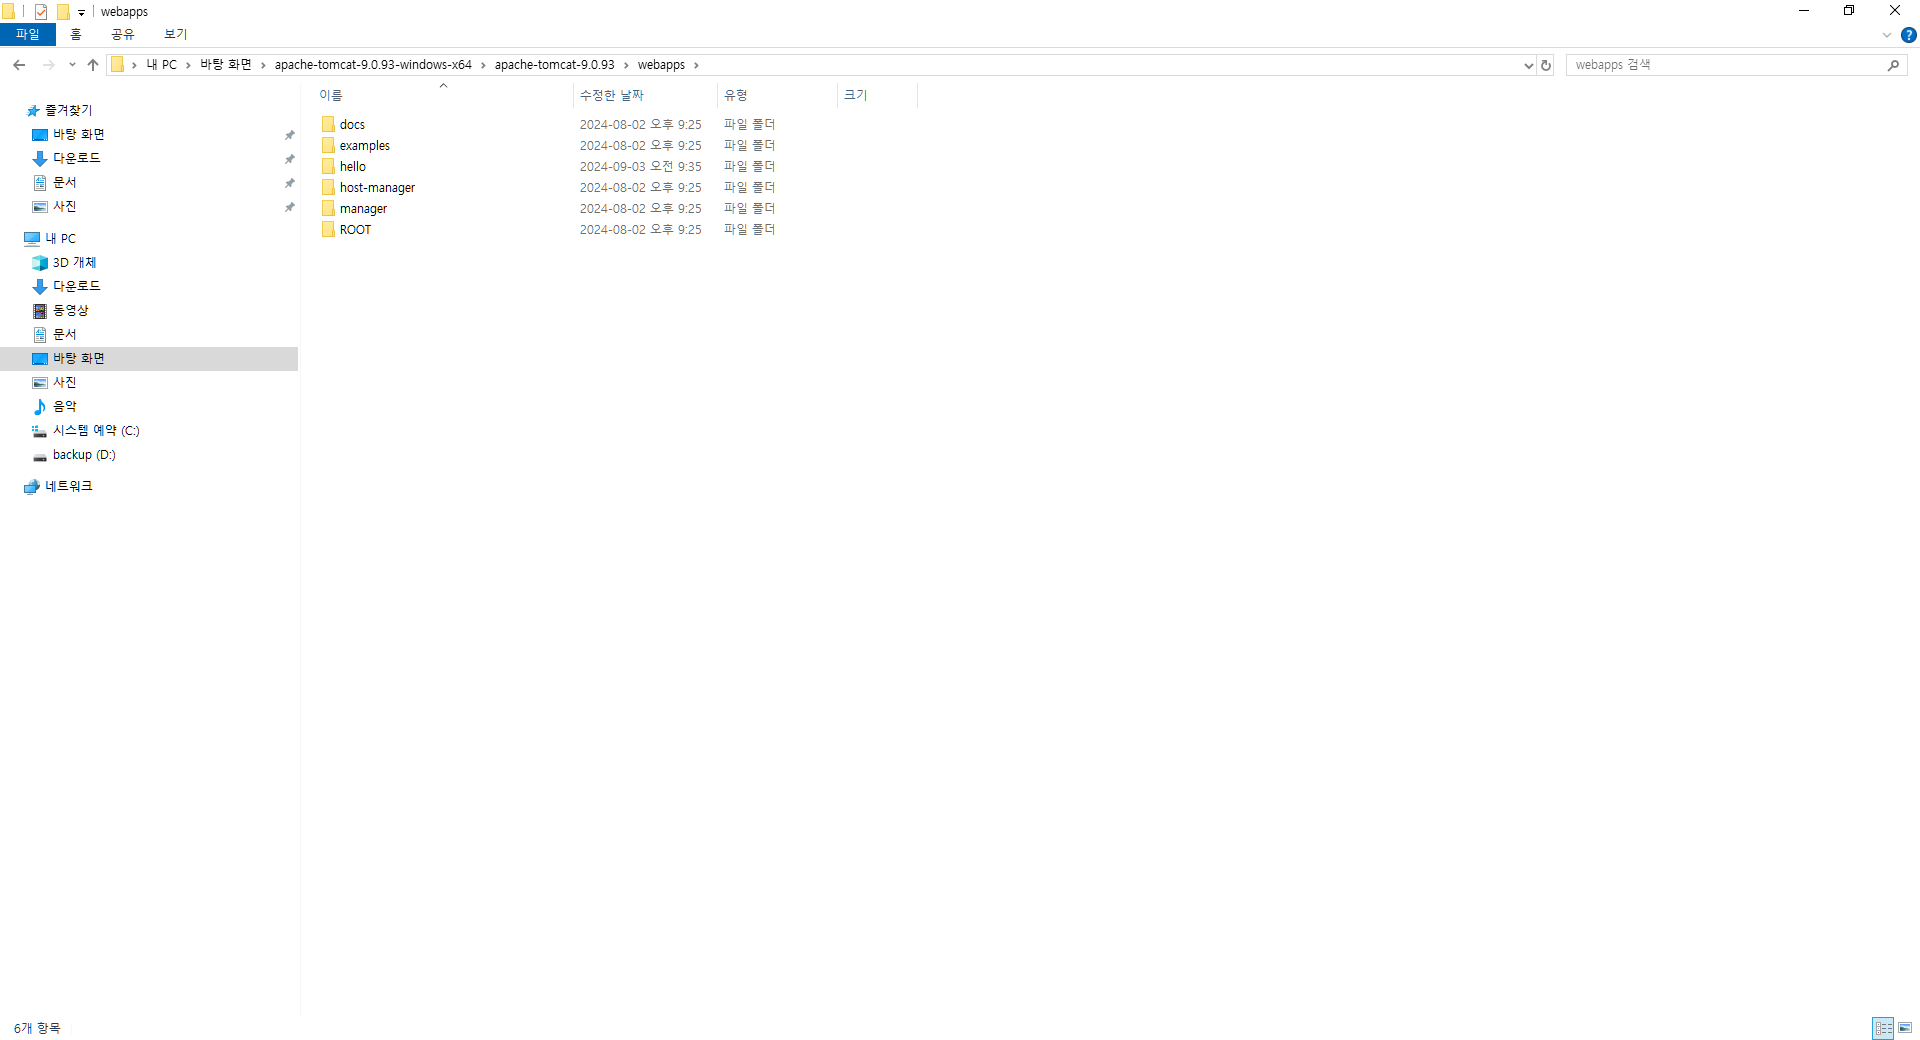 webapps
파일 홈 공유 보기
내 PC 바탕 화면 apache-tomcat-9.0.93-windows-x64 apache-tomcat-9.0.93 webapps webapps 검색
이름 수정한 날짜 유형 크기
즐겨찾기
바탕 화면
다운로드
문서
사진
내 PC
3D 개체
다운로드
동영상
문서
바탕 화면
사진
음악
시스템 예약 (C:)
backup (D:)
네트워크
docs 2024-08-02 오후 9:25 파일 폴더
examples 2024-08-02 오후 9:25 파일 폴더
hello 2024-09-03 오전 9:35 파일 폴더
host-manager 2024-08-02 오후 9:25 파일 폴더
manager 2024-08-02 오후 9:25 파일 폴더
ROOT 2024-08-02 오후 9:25 파일 폴더
6개 항목